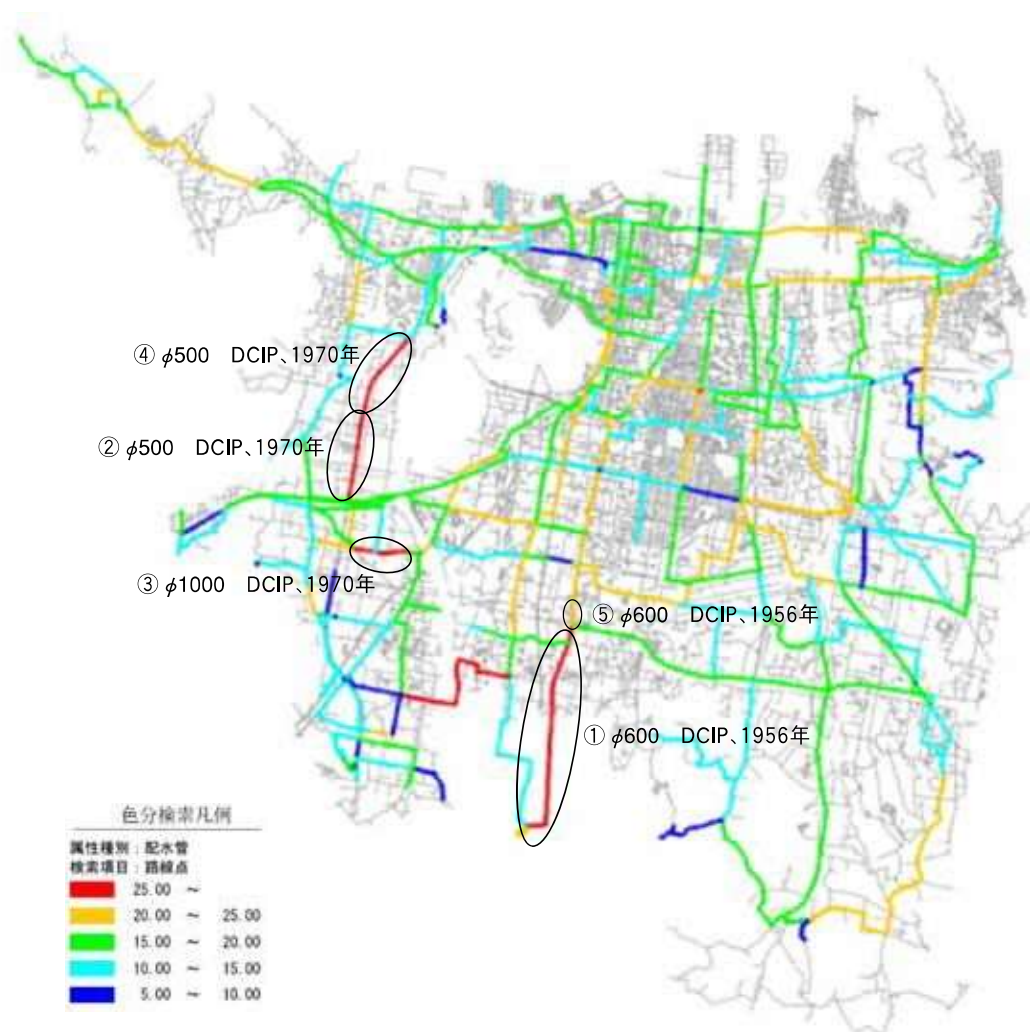 ④ φ500 DCIP、1970年
② φ500 DCIP、1970年
③ φ1000 DCIP、1970年
⑤ φ600 DCIP、1956年
① φ600 DCIP、1956年
色分検索凡例
属性種別：配水管
検索項目：路線点
25.00 ～
20.00 ～ 25.00
15.00 ～ 20.00
10.00 ～ 15.00
5.00 ～ 10.00